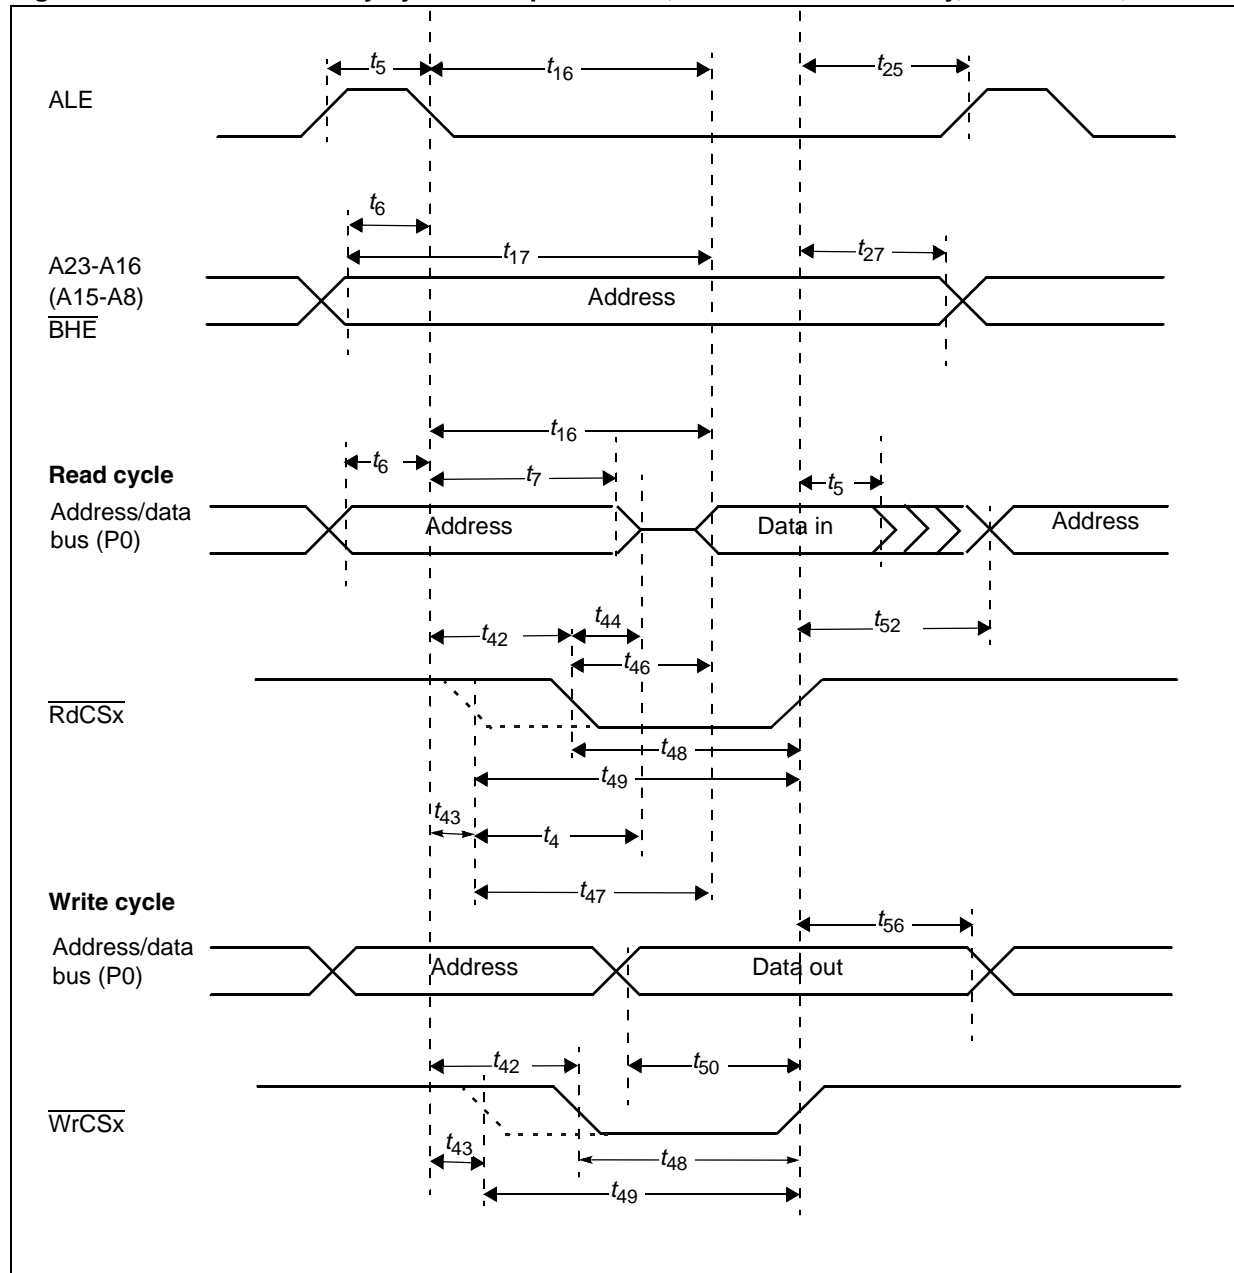 t5
t16
t25
ALE
t6
t17
t27
A23-A16
(A15-A8)
BHE
Address
t16
t6
t7
t5
Read cycle
Address/data
bus (P0)
Address
Data in
Address
t42
t44
t52
t46
RdCSx
t48
t49
t43
t4
t47
Write cycle
t56
Address/data
bus (P0)
Address
Data out
t42
t50
WrCSx
t43
t48
t49